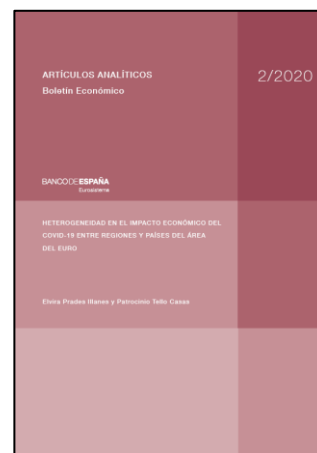 ARTÍCULOS ANALÍTICOS
Boletín Económico
2/2020
BANCODEESPAÑA
Eurosistema
HETEROGENEIDAD EN EL IMPACTO ECONÓMICO DEL
COVID-19 ENTRE REGIONES Y PAÍSES DEL ÁREA
DEL EURO
Elvira Prades Illanes y Patrocinio Tello Casas